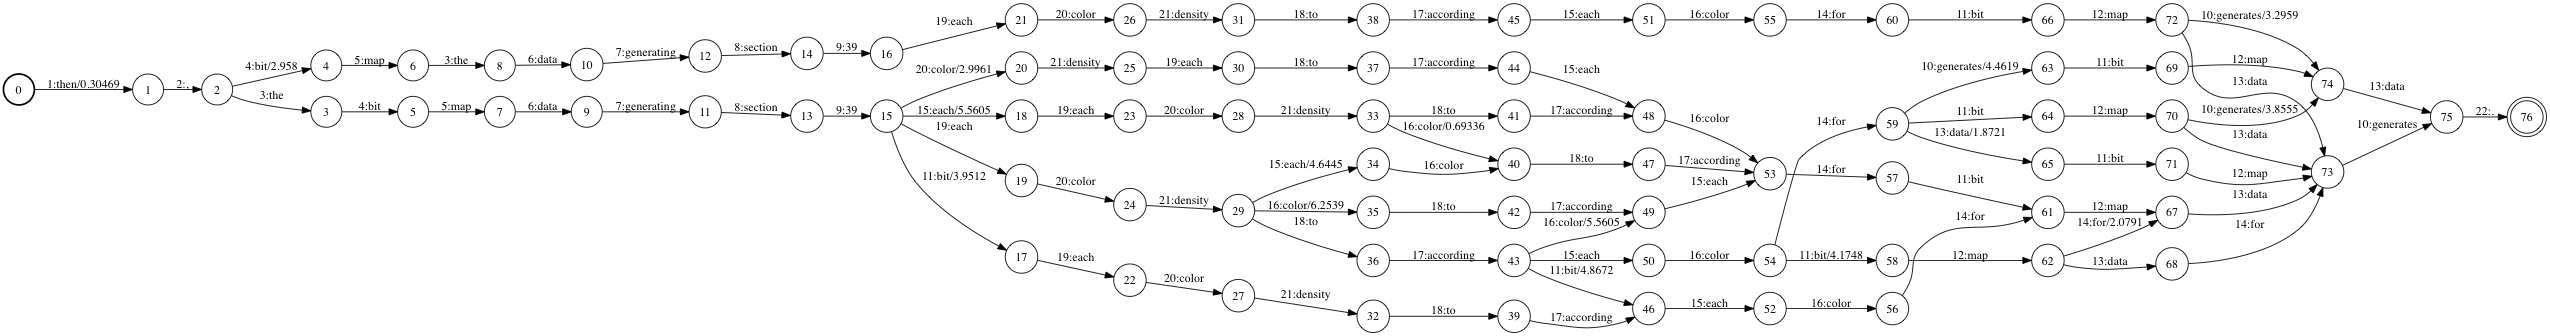 21 26 31 38 45 51 55 60 66 72
19:each 20:color 21:density 18:to 17:according 15:each 16:color 14:for 11:bit 12:map 10:generates/3.2959
4 6 8 10 12 14 16
4:bit/2.958 5:map 3:the 6:data 7:generating 8:section 9:39
20 25 30 37 44 63 69 74
20:color/2.9961 21:density 19:each 18:to 17:according 15:each 10:generates/4.4619 11:bit 12:map 13:data 13:data
0 1 2
1:then/0.30469 2:.
3:the 4:bit 5:map 6:data 7:generating 8:section 9:39
3 5 7 9 11 13 15
15:each/5.5605 19:each 20:color 21:density 18:to 17:according 16:color 14:for 11:bit 12:map 10:generates/3.8555
18 23 28 33 41 48 59 64 70 75 76
19:each 16:color/0.69336 13:data/1.8721 13:data 10:generates 22:.
34 40 47 53 65 71 73
15:each/4.6445 16:color 18:to 17:according 14:for 11:bit 12:map
11:bit/3.9512
19 24 29 35 42 49 57 61 67
20:color 21:density 16:color/6.2539 18:to 17:according 15:each 11:bit 12:map 13:data
18:to 16:color/5.5605 14:for 14:for/2.0791 14:for
17 36 43 50 54 58 62 68
17:according 15:each 16:color 11:bit/4.1748 12:map 13:data
19:each 11:bit/4.8672
22 27 32 39 46 52 56
20:color 21:density 18:to 17:according 15:each 16:color